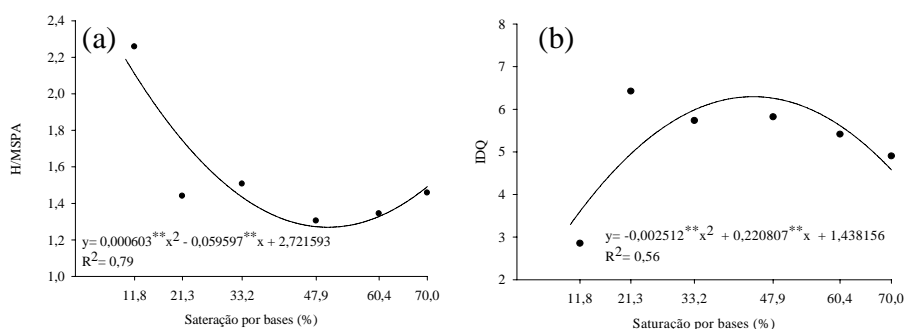 (a)
2,4
2,2
2,0
1,8
1,6
1,4
1,2
1,0
H/MSPA
y= 0,000603**x2 - 0,059597**x + 2,721593
R2= 0,79
11,8 21,3 33,2 47,9 60,4 70,0
Sateração por bases (%)
(b)
8
7
6
5
4
3
2
IDQ
y= -0,002512**x2 + 0,220807**x + 1,438156
R2= 0,56
11,8 21,3 33,2 47,9 60,4 70,0
Saturação por bases (%)